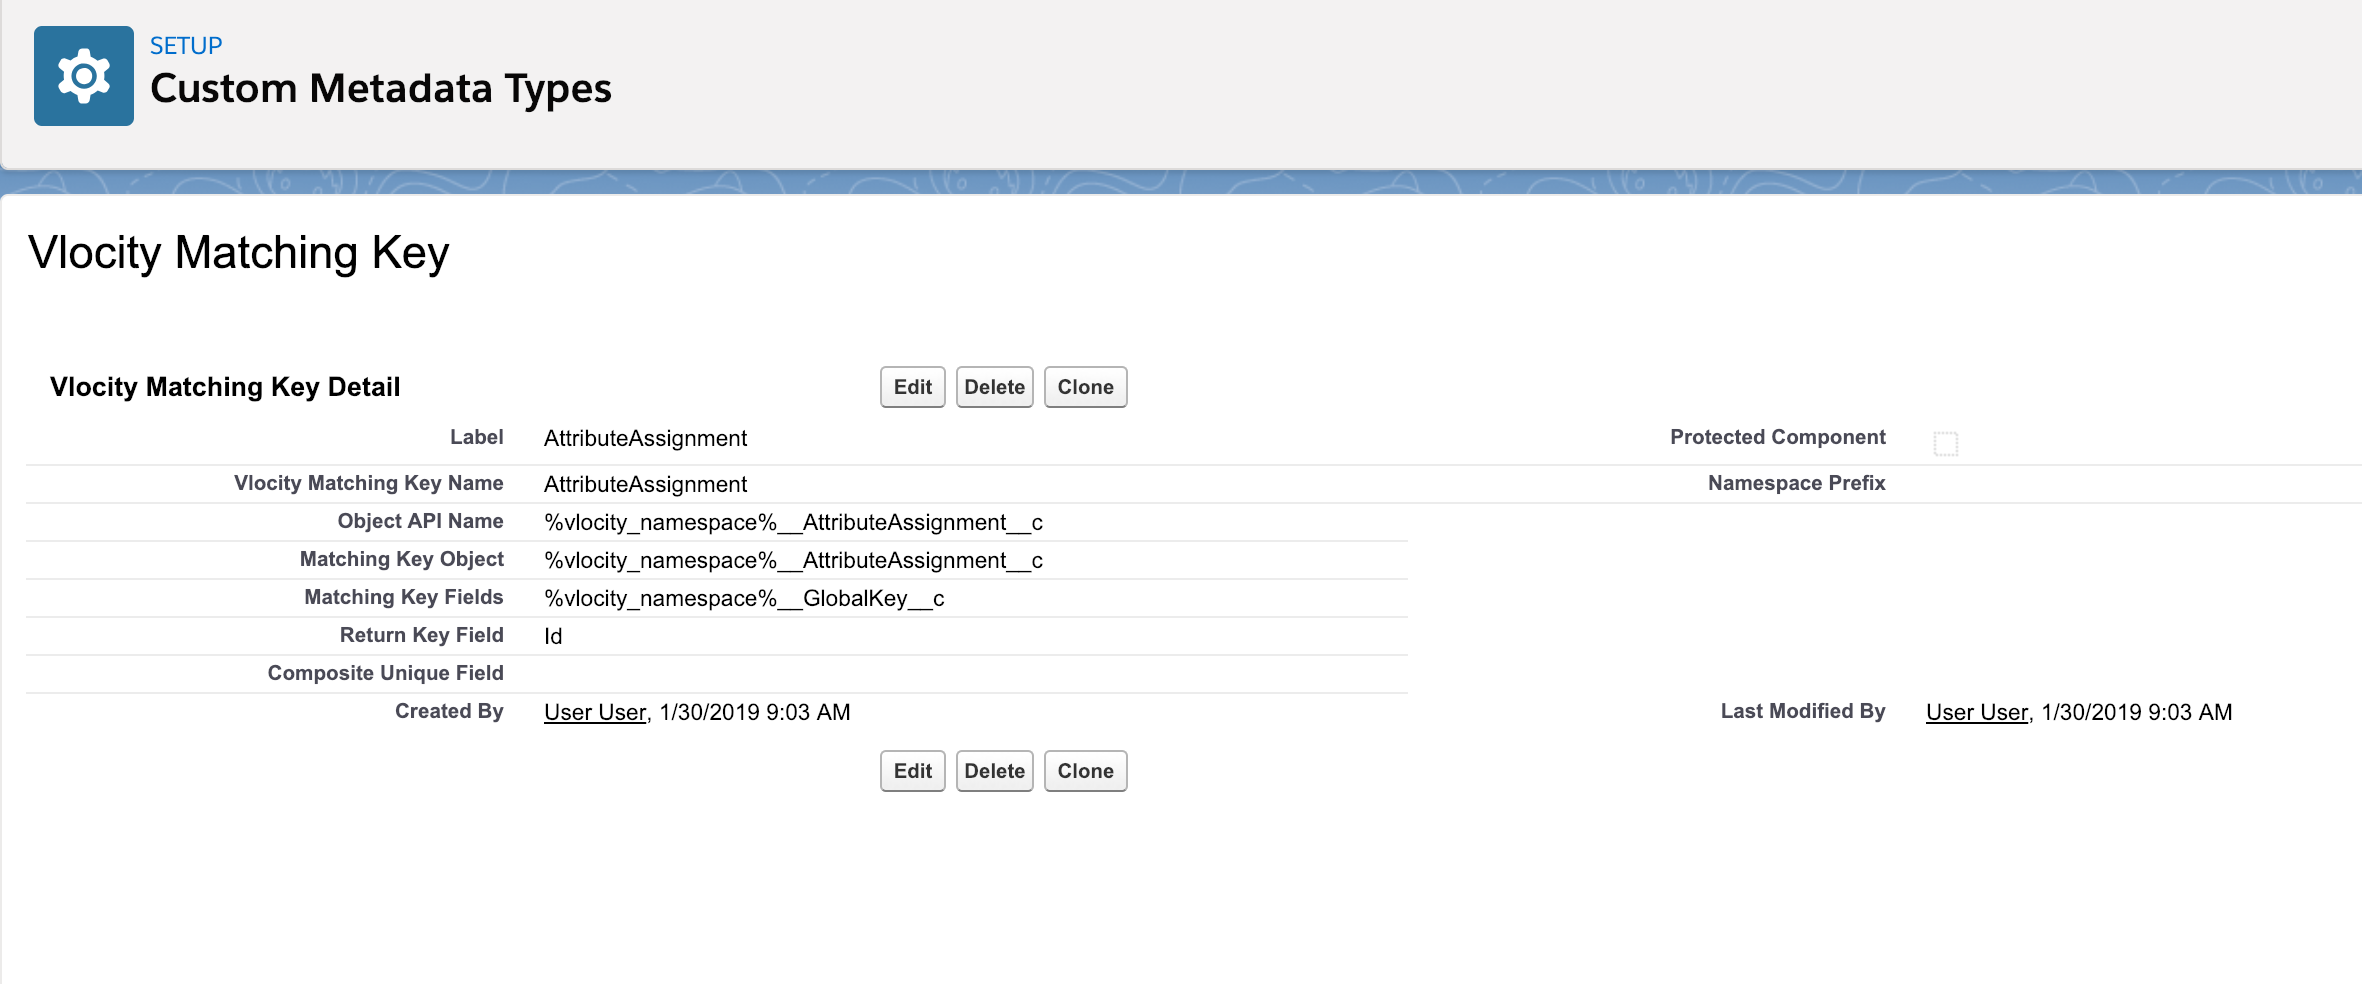 SETUP
Custom Metadata Types
Vlocity Matching Key
Vlocity Matching Key Detail Edit Delete Clone
Label AttributeAssignment Protected Component
Vlocity Matching Key Name AttributeAssignment Namespace Prefix
Object API Name %vlocity_namespace%__AttributeAssignment__c
Matching Key Object %vlocity_namespace%__AttributeAssignment__c
Matching Key Fields %vlocity_namespace%__GlobalKey__c
Return Key Field Id
Composite Unique Field
Created By User User, 1/30/2019 9:03 AM Last Modified By User User, 1/30/2019 9:03 AM
Edit Delete Clone